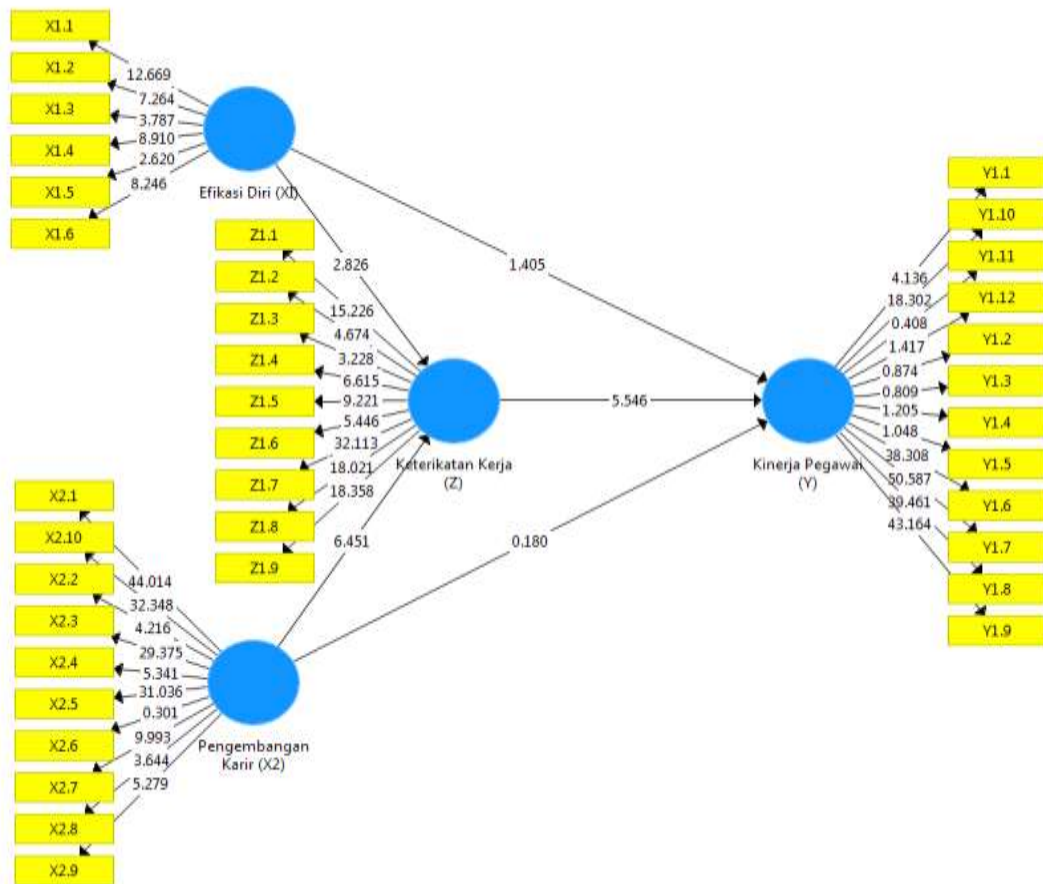 X1.1
X1.2
X1.3
X1.4
X1.5
X1.6
12.669
7.264
3.787
8.910
2.620
8.246
Efikasi Diri (XI)
2.826
1.405
Z1.1
Z1.2
Z1.3
Z1.4
Z1.5
Z1.6
Z1.7
Z1.8
Z1.9
15.226
4.674
3.228
6.615
9.221
5.446
32.113
18.021
18.358
Keterikatan Kerja
(Z)
5.546
6.451
0.180
X2.1
X2.10
X2.2
X2.3
X2.4
X2.5
X2.6
X2.7
X2.8
X2.9
44.014
32.348
4.216
29.375
5.341
31.036
0.301
9.993
3.644
5.279
Pengembangan
Karir (X2)
Kinerja Pegawai
(Y)
4.136
18.302
0.408
1.417
0.874
0.809
1.205
1.048
38.308
50.587
39.461
43.164
Y1.1
Y1.10
Y1.11
Y1.12
Y1.2
Y1.3
Y1.4
Y1.5
Y1.6
Y1.7
Y1.8
Y1.9